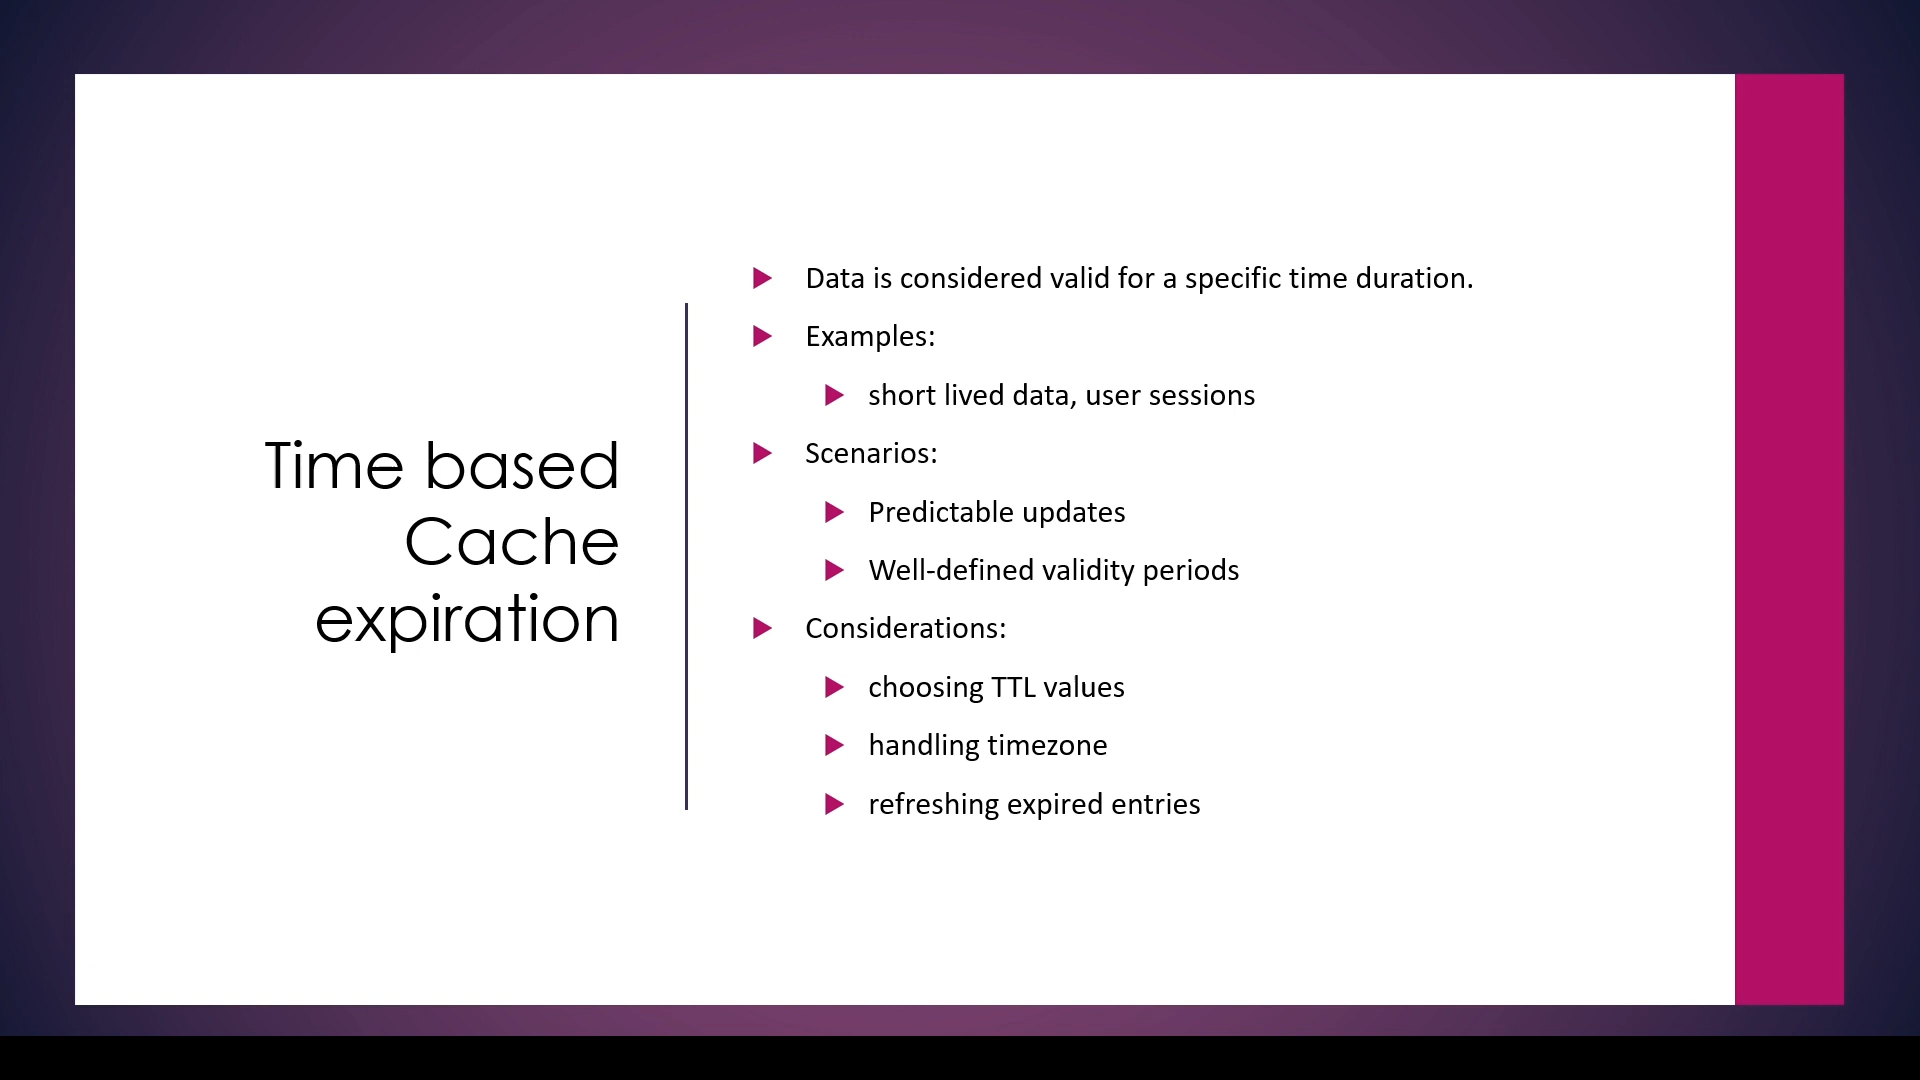 Time based
Cache
expiration
Data is considered valid for a specific time duration.
Examples:
short lived data, user sessions
Scenarios:
Predictable updates
Well-defined validity periods
Considerations:
choosing TTL values
handling timezone
refreshing expired entries